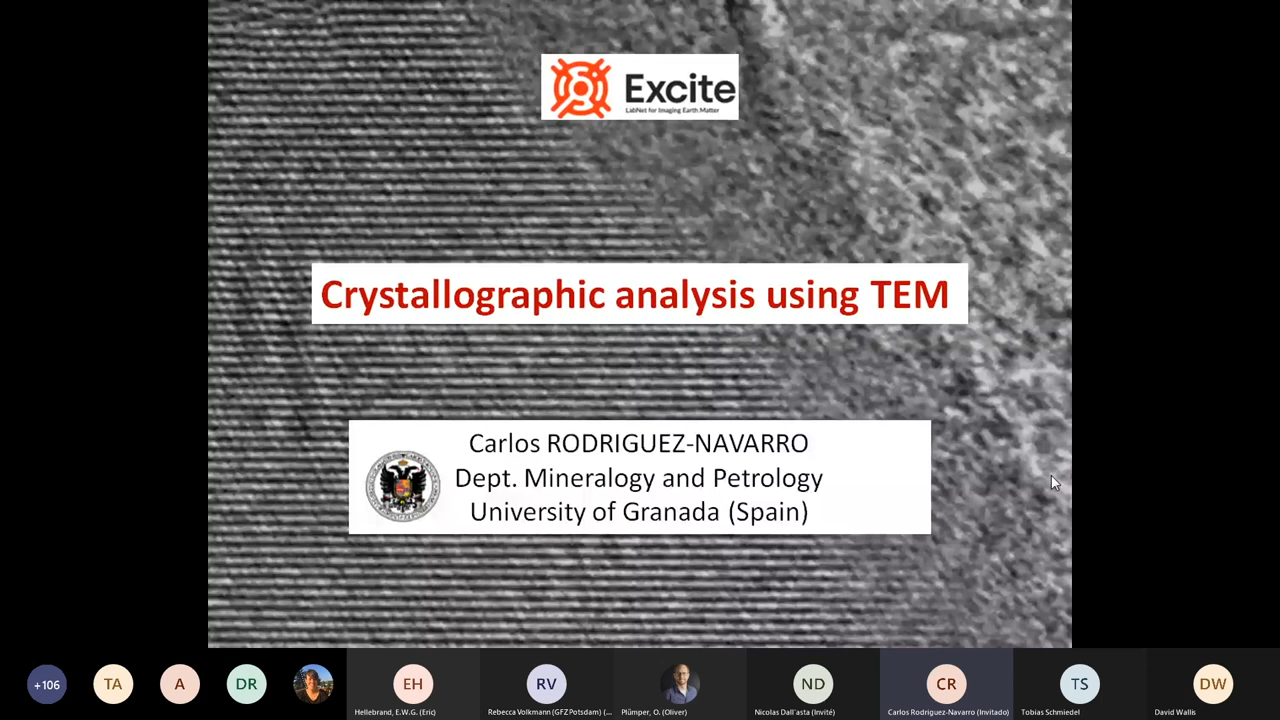 Excite
LabNet for Imaging Earth Matter
Crystallographic analysis using TEM
Carlos RODRIGUEZ-NAVARRO
Dept. Mineralogy and Petrology
University of Granada (Spain)
+106
TA
A
DR
EH
Hellebrand, E.W.G. (Eric)
RV
Rebecca Volkmann (GFZ Potsdam) (...
Plümper, O. (Oliver)
ND
Nicolas Dall'asta (Invité)
CR
Carlos Rodriguez-Navarro (Invitado)
TS
Tobias Schmiedel
DW
David Wallis